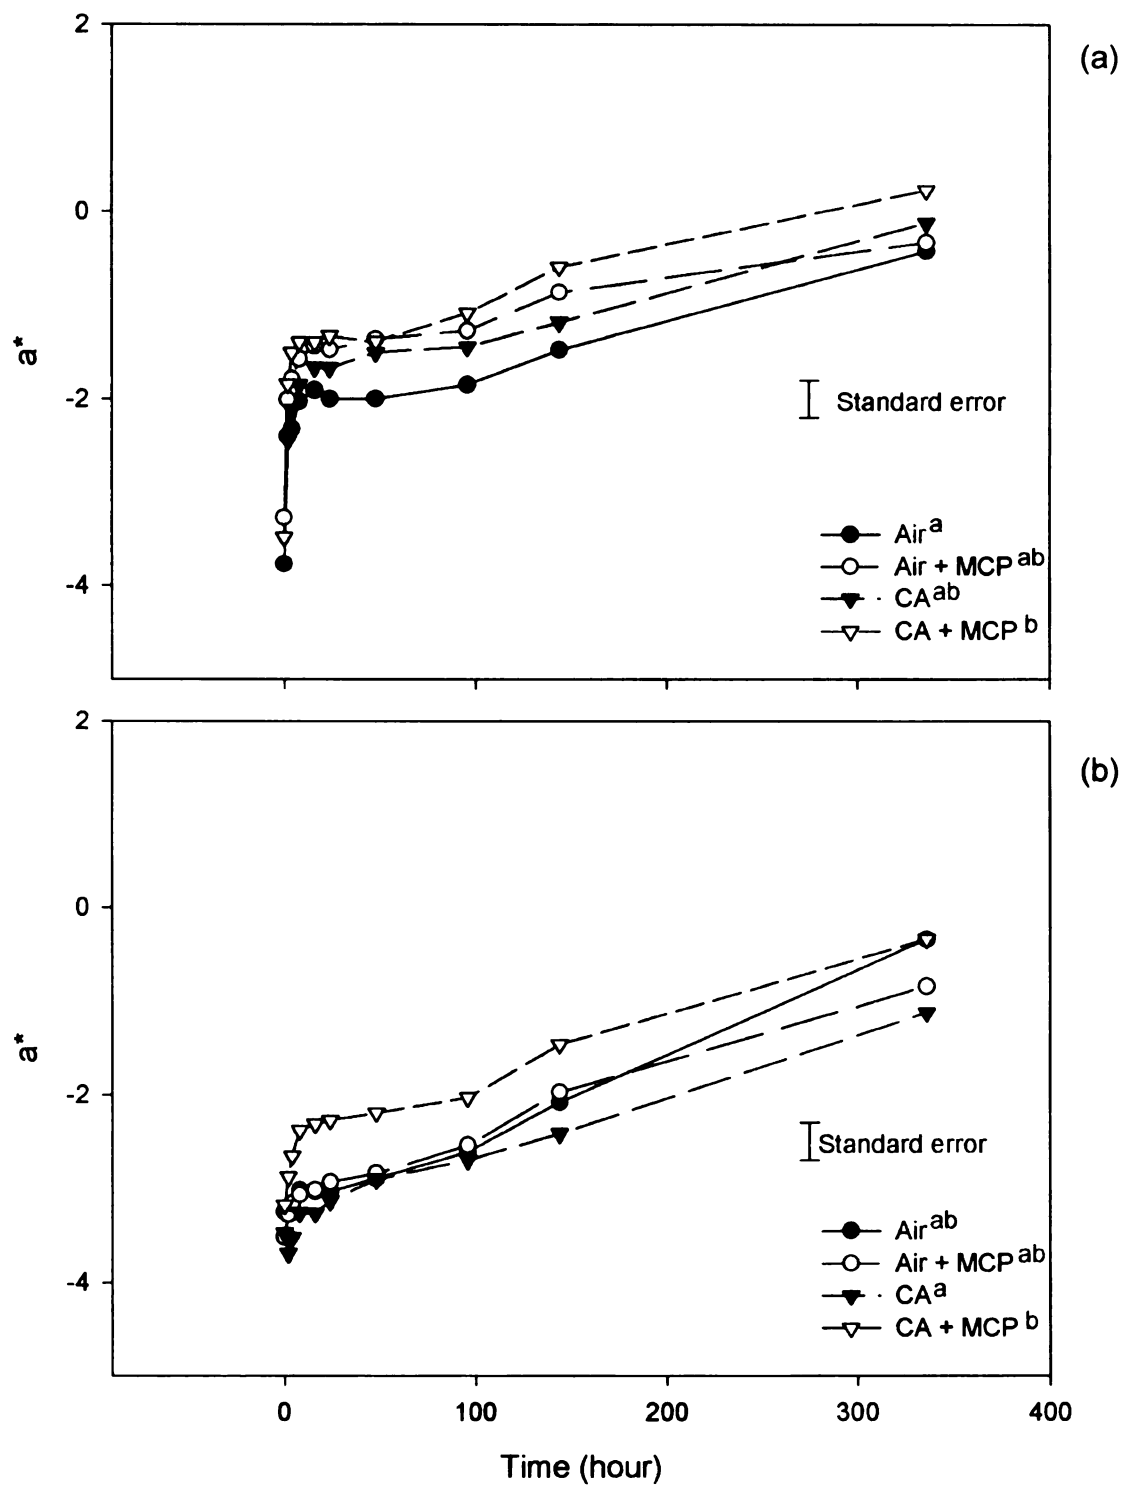 2
(a)
0
a*
-2
Standard error
Air a
-4
Air + MCP ab
CA ab
CA + MCP b
2
(b)
0
a*
-2
Standard error
Air ab
Air + MCP ab
-4
CA a
CA + MCP b
0 100 200 300 400
Time (hour)